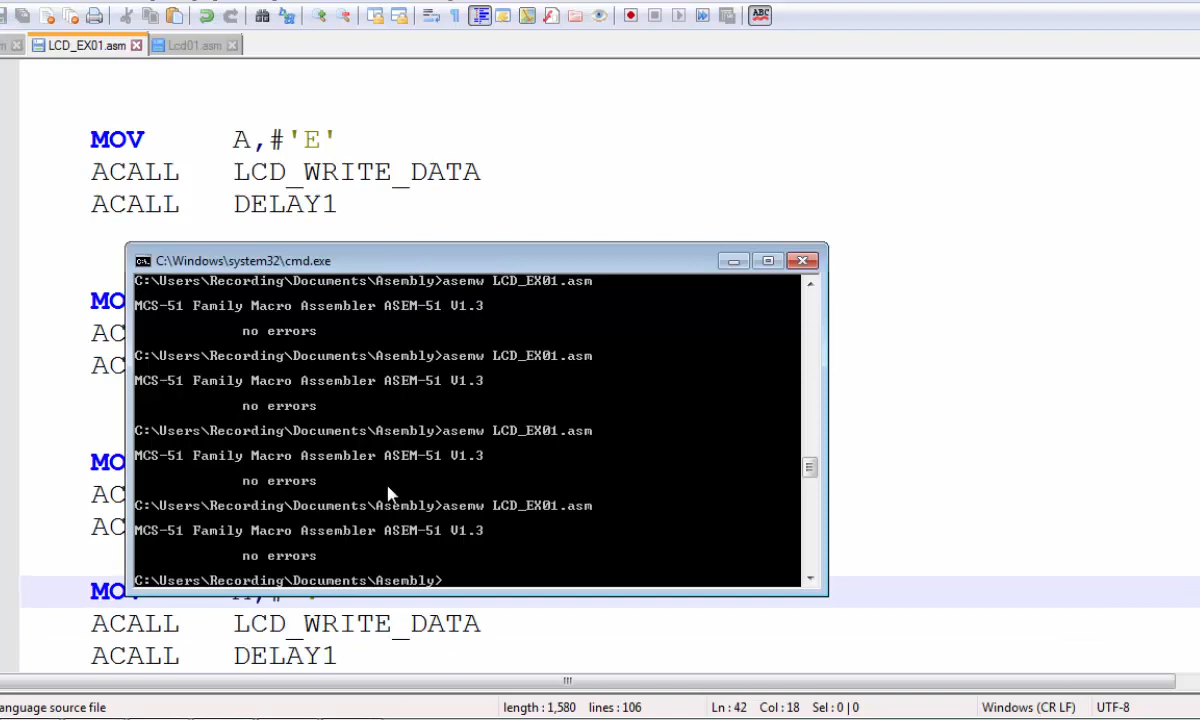 ABC
m LCD_EX01.asm Lcd01.asm
MOV A,#'E'
ACALL LCD_WRITE_DATA
ACALL DELAY1
C:\Windows\system32\cmd.exe
C:\Users\Recording\Documents\Asembly>asemw LCD_EX01.asm
MCS-51 Family Macro Assembler ASEM-51 V1.3
no errors
C:\Users\Recording\Documents\Asembly>asemw LCD_EX01.asm
MCS-51 Family Macro Assembler ASEM-51 V1.3
no errors
C:\Users\Recording\Documents\Asembly>asemw LCD_EX01.asm
MCS-51 Family Macro Assembler ASEM-51 V1.3
no errors
C:\Users\Recording\Documents\Asembly>asemw LCD_EX01.asm
MCS-51 Family Macro Assembler ASEM-51 V1.3
no errors
C:\Users\Recording\Documents\Asembly>
MO
AC
AC
MO
AC
AC
MO
ACALL LCD_WRITE_DATA
ACALL DELAY1
anguage source file length : 1,580 lines : 106 Ln : 42 Col : 18 Sel : 0 | 0 Windows (CR LF) UTF-8